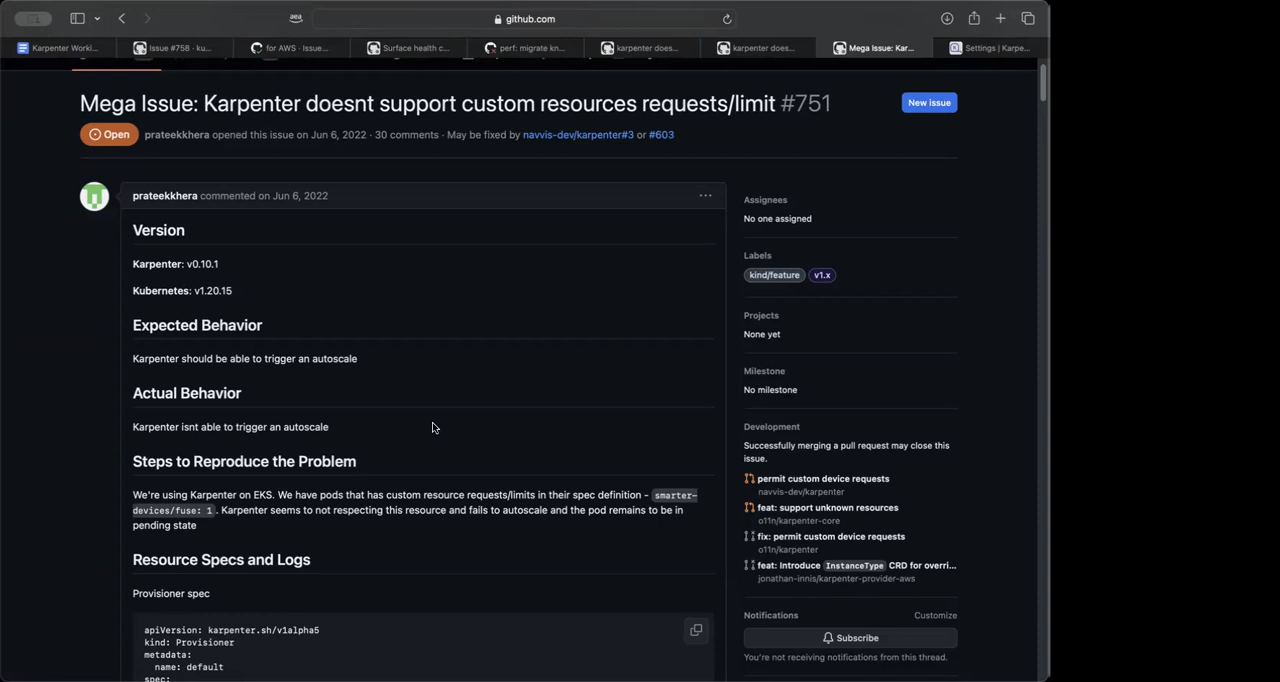 github.com
Karpenter Worki...
Issue #758 · ku...
for AWS · Issue...
Surface health c...
perf: migrate kn...
karpenter does...
karpenter does...
Mega Issue: Kar...
Settings | Karpe...
Mega Issue: Karpenter doesnt support custom resources requests/limit #751
New issue
Open
prateekkhera opened this issue on Jun 6, 2022 · 30 comments · May be fixed by navvis-dev/karpenter#3 or #603
prateekkhera commented on Jun 6, 2022
Version
Karpenter: v0.10.1
Kubernetes: v1.20.15
Expected Behavior
Karpenter should be able to trigger an autoscale
Actual Behavior
Karpenter isnt able to trigger an autoscale
Steps to Reproduce the Problem
We're using Karpenter on EKS. We have pods that has custom resource requests/limits in their spec definition - smarter-
devices/fuse: 1. Karpenter seems to not respecting this resource and fails to autoscale and the pod remains to be in
pending state
Resource Specs and Logs
Provisioner spec
apiVersion: karpenter.sh/v1alpha5
kind: Provisioner
metadata:
name: default
spec:
Assignees
No one assigned
Labels
kind/feature
v1.x
Projects
None yet
Milestone
No milestone
Development
Successfully merging a pull request may close this
issue.
permit custom device requests
navvis-dev/karpenter
feat: support unknown resources
o11n/karpenter-core
fix: permit custom device requests
o11n/karpenter
feat: Introduce InstanceType CRD for overri...
jonathan-innis/karpenter-provider-aws
Notifications
Customize
Subscribe
You're not receiving notifications from this thread.